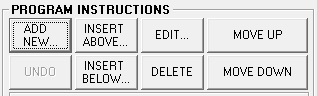 PROGRAM INSTRUCTIONS
ADD NEW...
INSERT ABOVE...
EDIT...
MOVE UP
UNDO
INSERT BELOW...
DELETE
MOVE DOWN